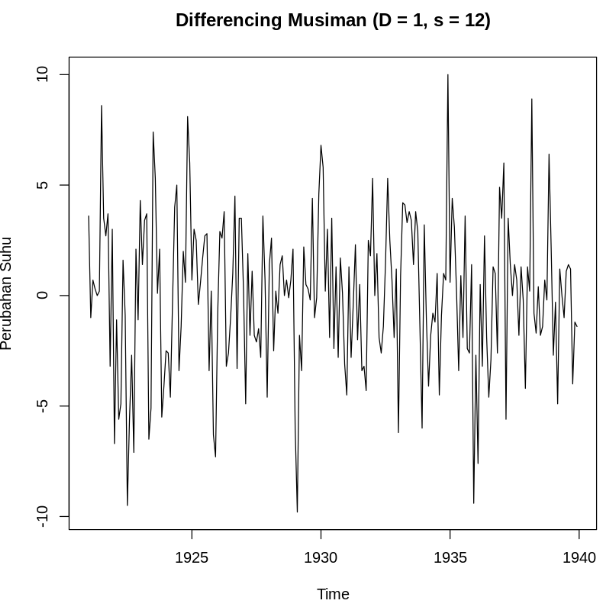 Differencing Musiman (D = 1, s = 12)
Perubahan Suhu
10
5
0
-5
-10
1925 1930 1935 1940
Time